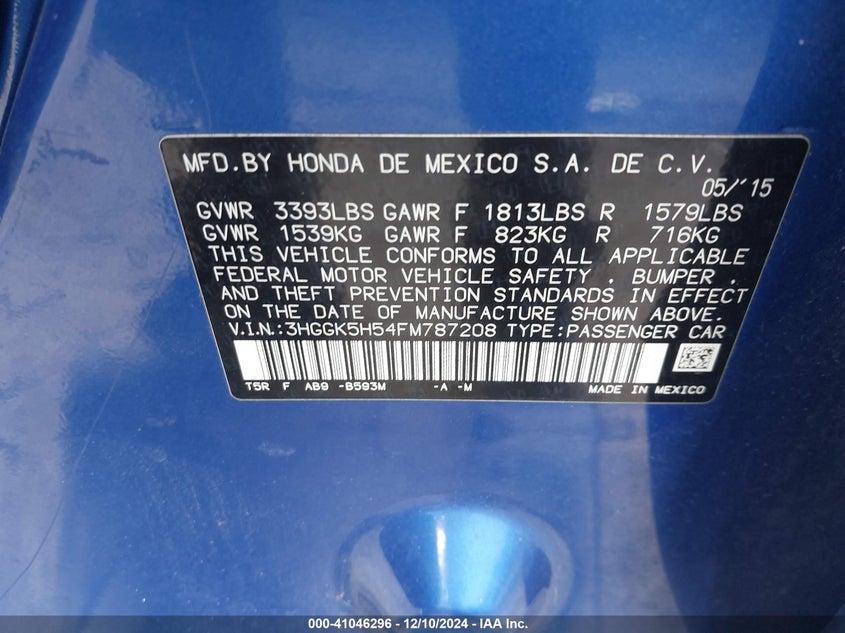 MFD.BY HONDA DE MEXICO S.A. DE C.V.
05/'15
GVWR 3393LBS GAWR F 1813LBS R 1579LBS
GVWR 1539KG GAWR F 823KG R 716KG
THIS VEHICLE CONFORMS TO ALL APPLICABLE
FEDERAL MOTOR VEHICLE SAFETY , BUMPER ,
AND THEFT PREVENTION STANDARDS IN EFFECT
ON THE DATE OF MANUFACTURE SHOWN ABOVE.
V.I.N.:3HGGK5H54FM787208 TYPE:PASSENGER CAR
T5R F AB9 -B593M -A -M MADE IN MEXICO
000-41046296 - 12/10/2024 - IAA Inc.